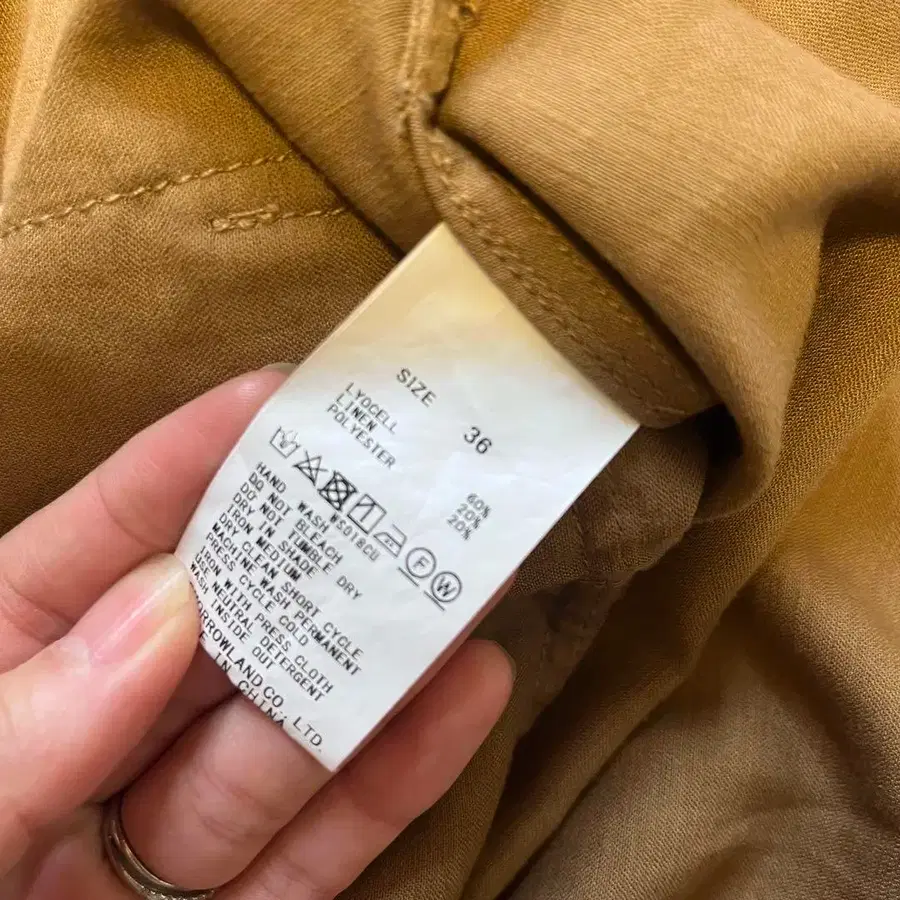 SIZE 36
LYOCELL 60%
LINEN 20%
POLYESTER 20%
F W
HAND WASH WS018CU
DO NOT BLEACH
DO NOT TUMBLE DRY
DRY IN SHADE
IRON MEDIUM
DRY CLEAN SHORT CYCLE
MACHINE WASH PERMANENT
PRESS CYCLE COLD
IRON WITH PRESS CLOTH
USE NEUTRAL DETERGENT
WASH INSIDE OUT
CO. LTD.
IN CHINA